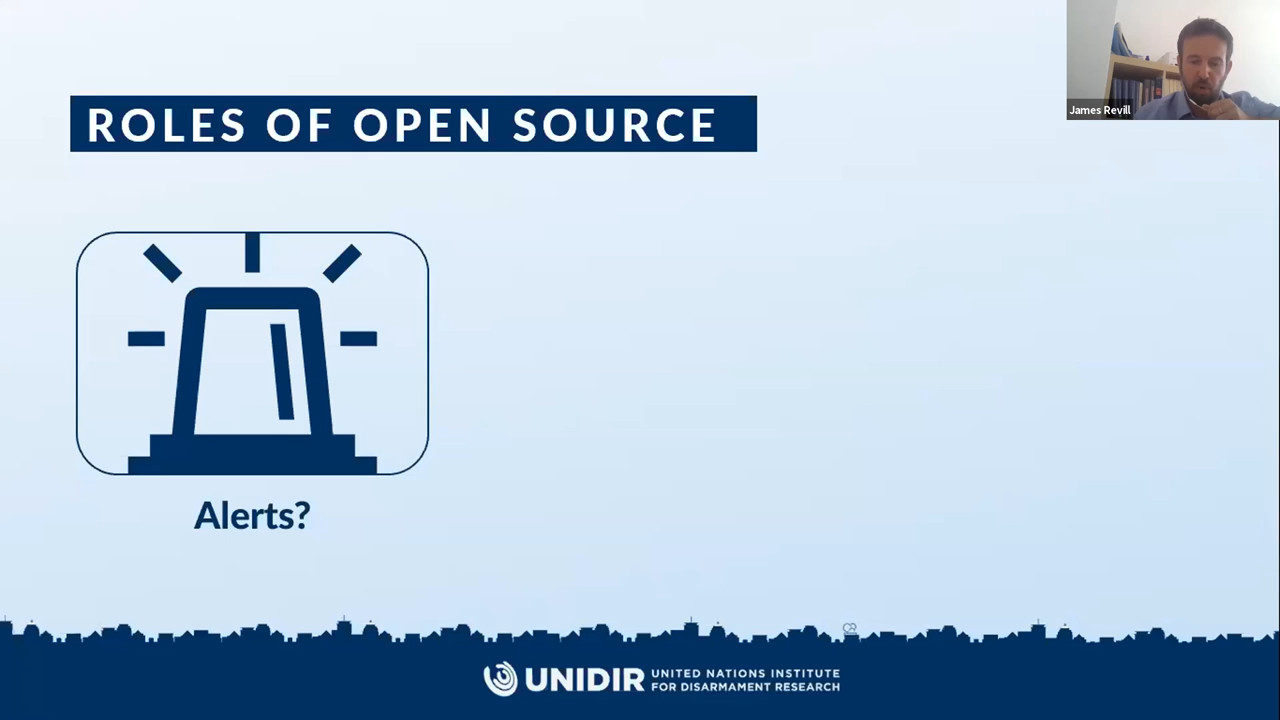 ROLES OF OPEN SOURCE
James Revill
Alerts?
UNIDIR
UNITED NATIONS INSTITUTE
FOR DISARMAMENT RESEARCH